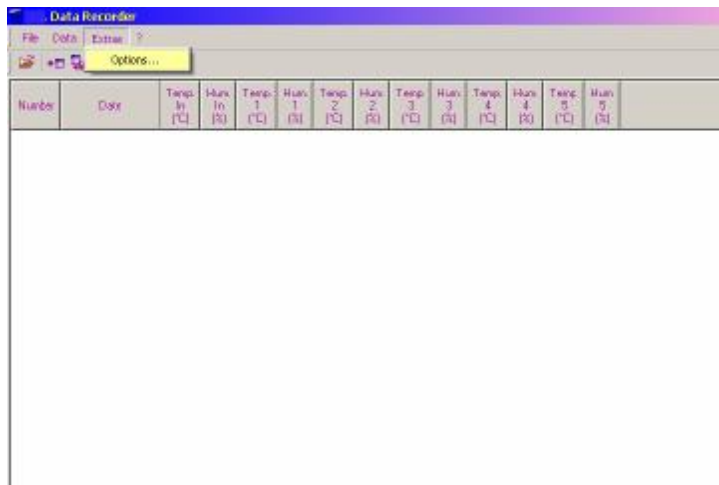 Data Recorder
File Data Extras ?
Options...
Number Date Temp. In (°C) Hum. In (%) Temp. 1 (°C) Hum. 1 (%) Temp. 2 (°C) Hum. 2 (%) Temp. 3 (°C) Hum. 3 (%) Temp. 4 (°C) Hum. 4 (%) Temp. 5 (°C) Hum. 5 (%)